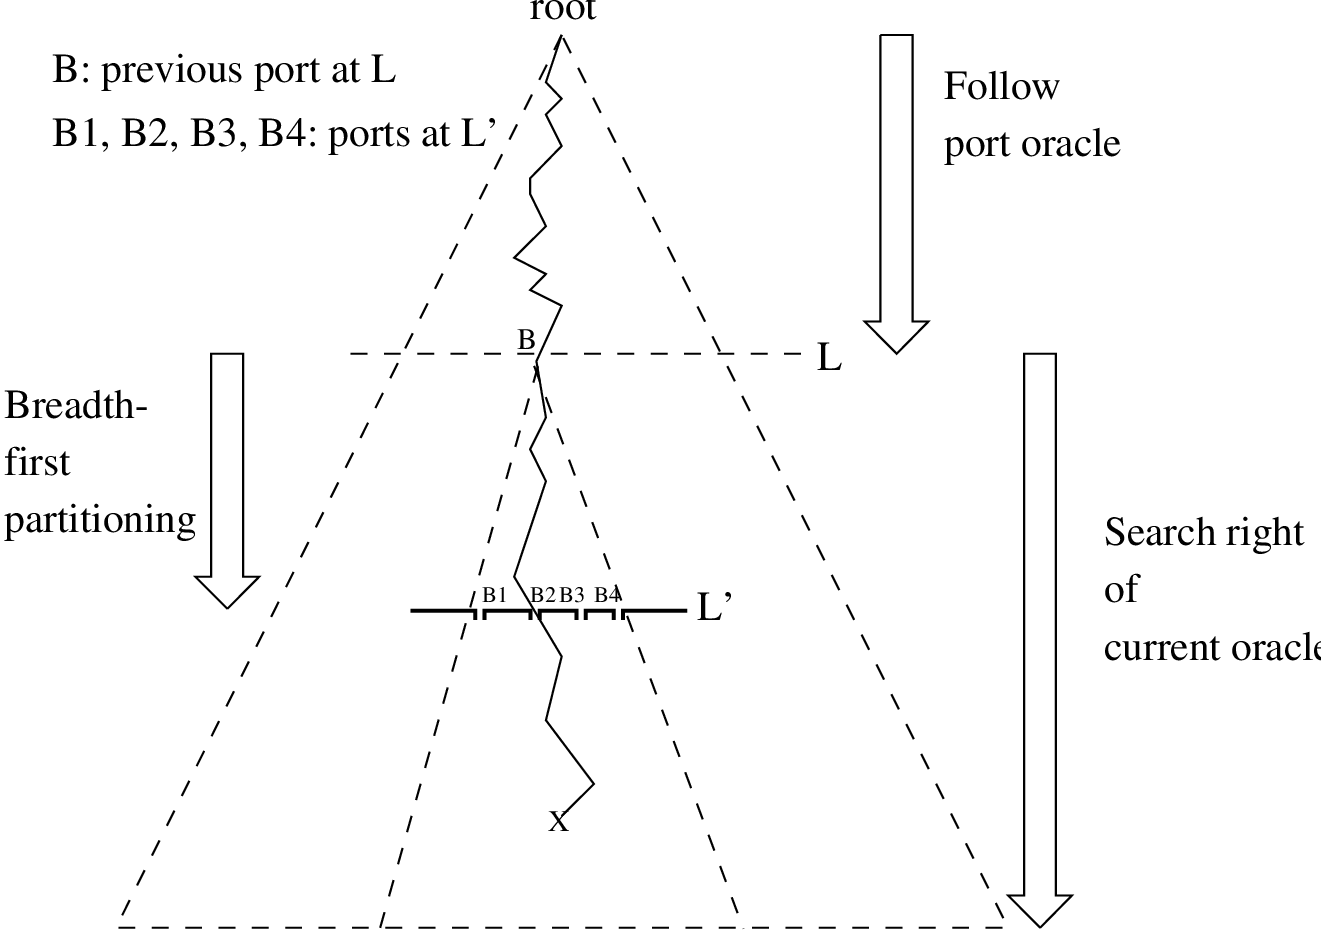 root
B: previous port at L
B1, B2, B3, B4: ports at L’
Follow
port oracle
B
L
Breadth-
first
partitioning
B1 B2 B3 B4
L’
Search right
of
current oracle
X